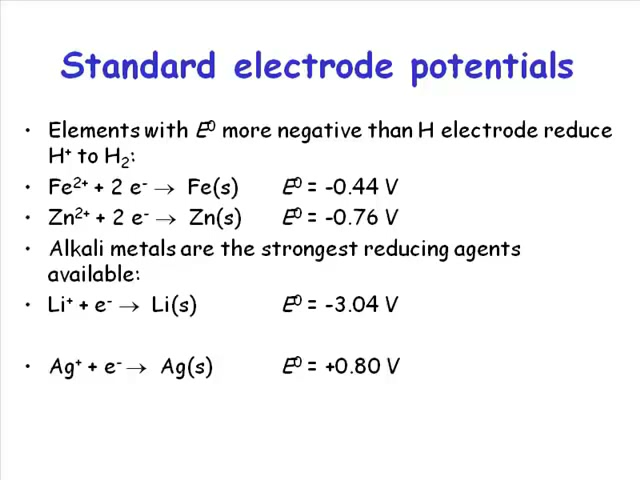 Standard electrode potentials
• Elements with E⁰ more negative than H electrode reduce
H⁺ to H₂:
• Fe²⁺ + 2 e⁻ → Fe(s) E⁰ = -0.44 V
• Zn²⁺ + 2 e⁻ → Zn(s) E⁰ = -0.76 V
• Alkali metals are the strongest reducing agents
available:
• Li⁺ + e⁻ → Li(s) E⁰ = -3.04 V
• Ag⁺ + e⁻ → Ag(s) E⁰ = +0.80 V